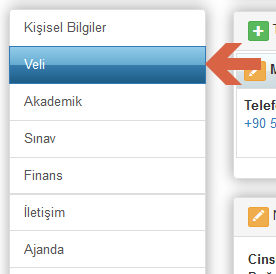 Kişisel Bilgiler
Veli
Akademik
Sınav
Finans
İletişim
Ajanda
Telef
+90 5
Cins